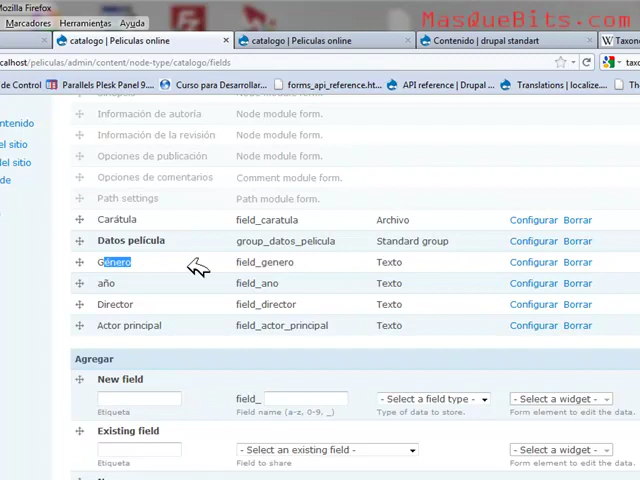 Mozilla Firefox
MasQueBits.com
Marcadores Herramientas Ayuda
catalogo | Peliculas online
catalogo | Peliculas online
Contenido | drupal standart
Taxono
localhost/peliculas/admin/content/node-type/catalogo/fields
taxo
de Control
Parallels Plesk Panel 9....
Curso para Desarrollar...
forms_api_reference.ht...
API reference | Drupal ...
Translations | localize....
The
Información de autoría Node module form.
ontenido
Información de la revisión Node module form.
el sitio
Opciones de publicación Node module form.
del sitio
Opciones de comentarios Comment module form.
de
Path settings Path module form.
Carátula field_caratula Archivo Configurar Borrar
Datos película group_datos_pelicula Standard group Configurar Borrar
Género field_genero Texto Configurar Borrar
año field_ano Texto Configurar Borrar
Director field_director Texto Configurar Borrar
Actor principal field_actor_principal Texto Configurar Borrar
Agregar
New field
field_
- Select a field type -
- Select a widget -
Etiqueta Field name (a-z, 0-9, _) Type of data to store. Form element to edit the data.
Existing field
- Select an existing field -
- Select a widget -
Etiqueta Field to share Form element to edit the data.